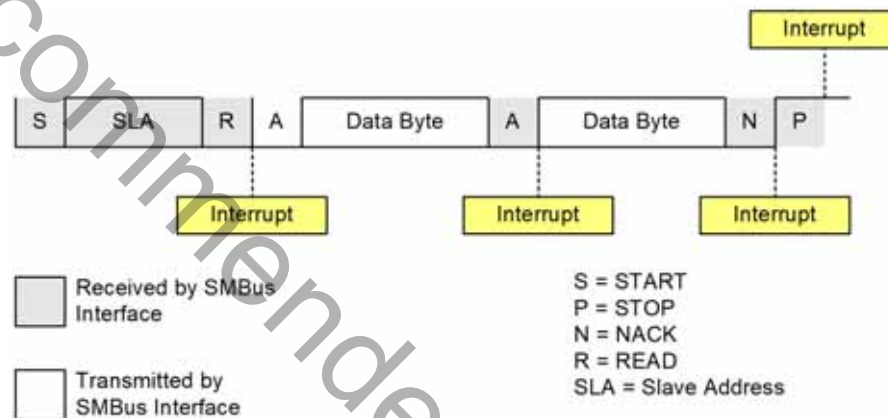 Interrupt
S SLA R A Data Byte A Data Byte N P
Interrupt Interrupt Interrupt
Received by SMBus
Interface
Transmitted by
SMBus Interface
S = START
P = STOP
N = NACK
R = READ
SLA = Slave Address
commende